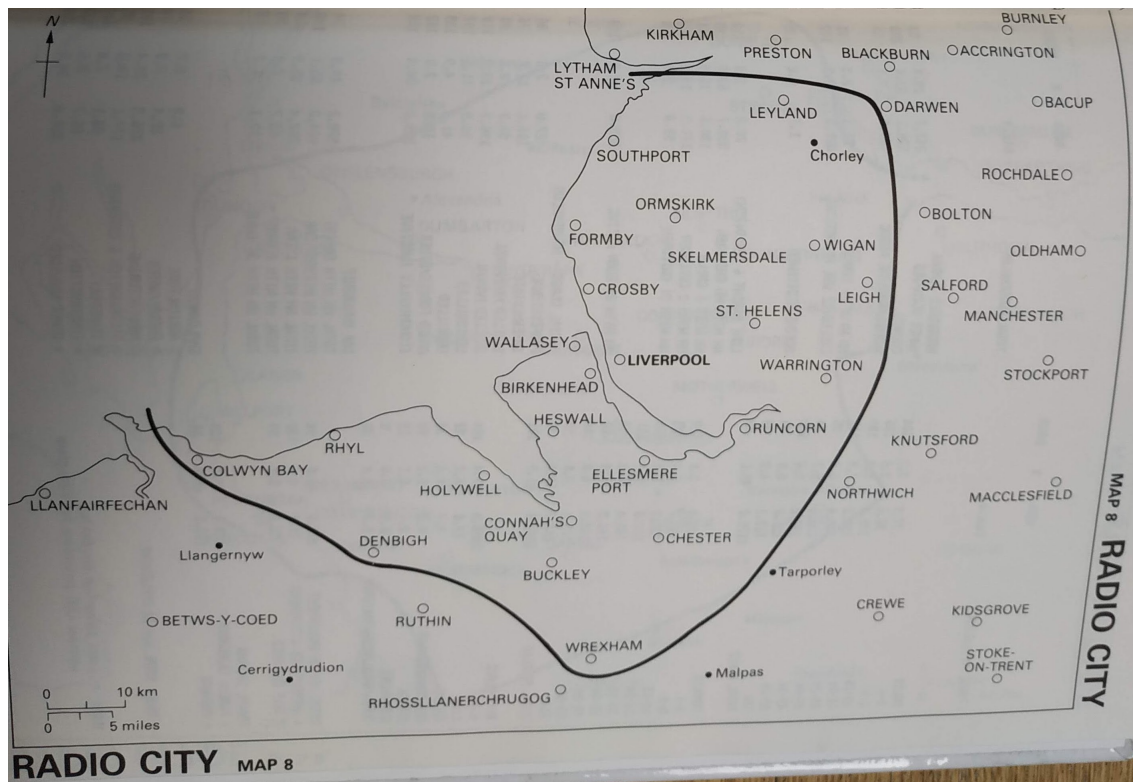 N
BURNLEY
KIRKHAM
PRESTON
BLACKBURN
ACCRINGTON
LYTHAM
ST ANNE'S
LEYLAND
DARWEN
BACUP
SOUTHPORT
Chorley
ROCHDALE
ORMSKIRK
BOLTON
FORMBY
SKELMERSDALE
WIGAN
OLDHAM
CROSBY
LEIGH
SALFORD
ST. HELENS
MANCHESTER
WALLASEY
LIVERPOOL
WARRINGTON
BIRKENHEAD
STOCKPORT
HESWALL
RUNCORN
KNUTSFORD
RHYL
COLWYN BAY
ELLESMERE
PORT
HOLYWELL
NORTHWICH
MACCLESFIELD
LLANFAIRFECHAN
CONNAH'S
QUAY
CHESTER
DENBIGH
Llangernyw
BUCKLEY
Tarporley
CREWE
KIDSGROVE
BETWS-Y-COED
RUTHIN
WREXHAM
STOKE-
ON-TRENT
Cerrigydrudion
Malpas
RHOSSLLANERCHRUGOG
0 10 km
0 5 miles
RADIO CITY MAP 8
MAP 8 RADIO CITY